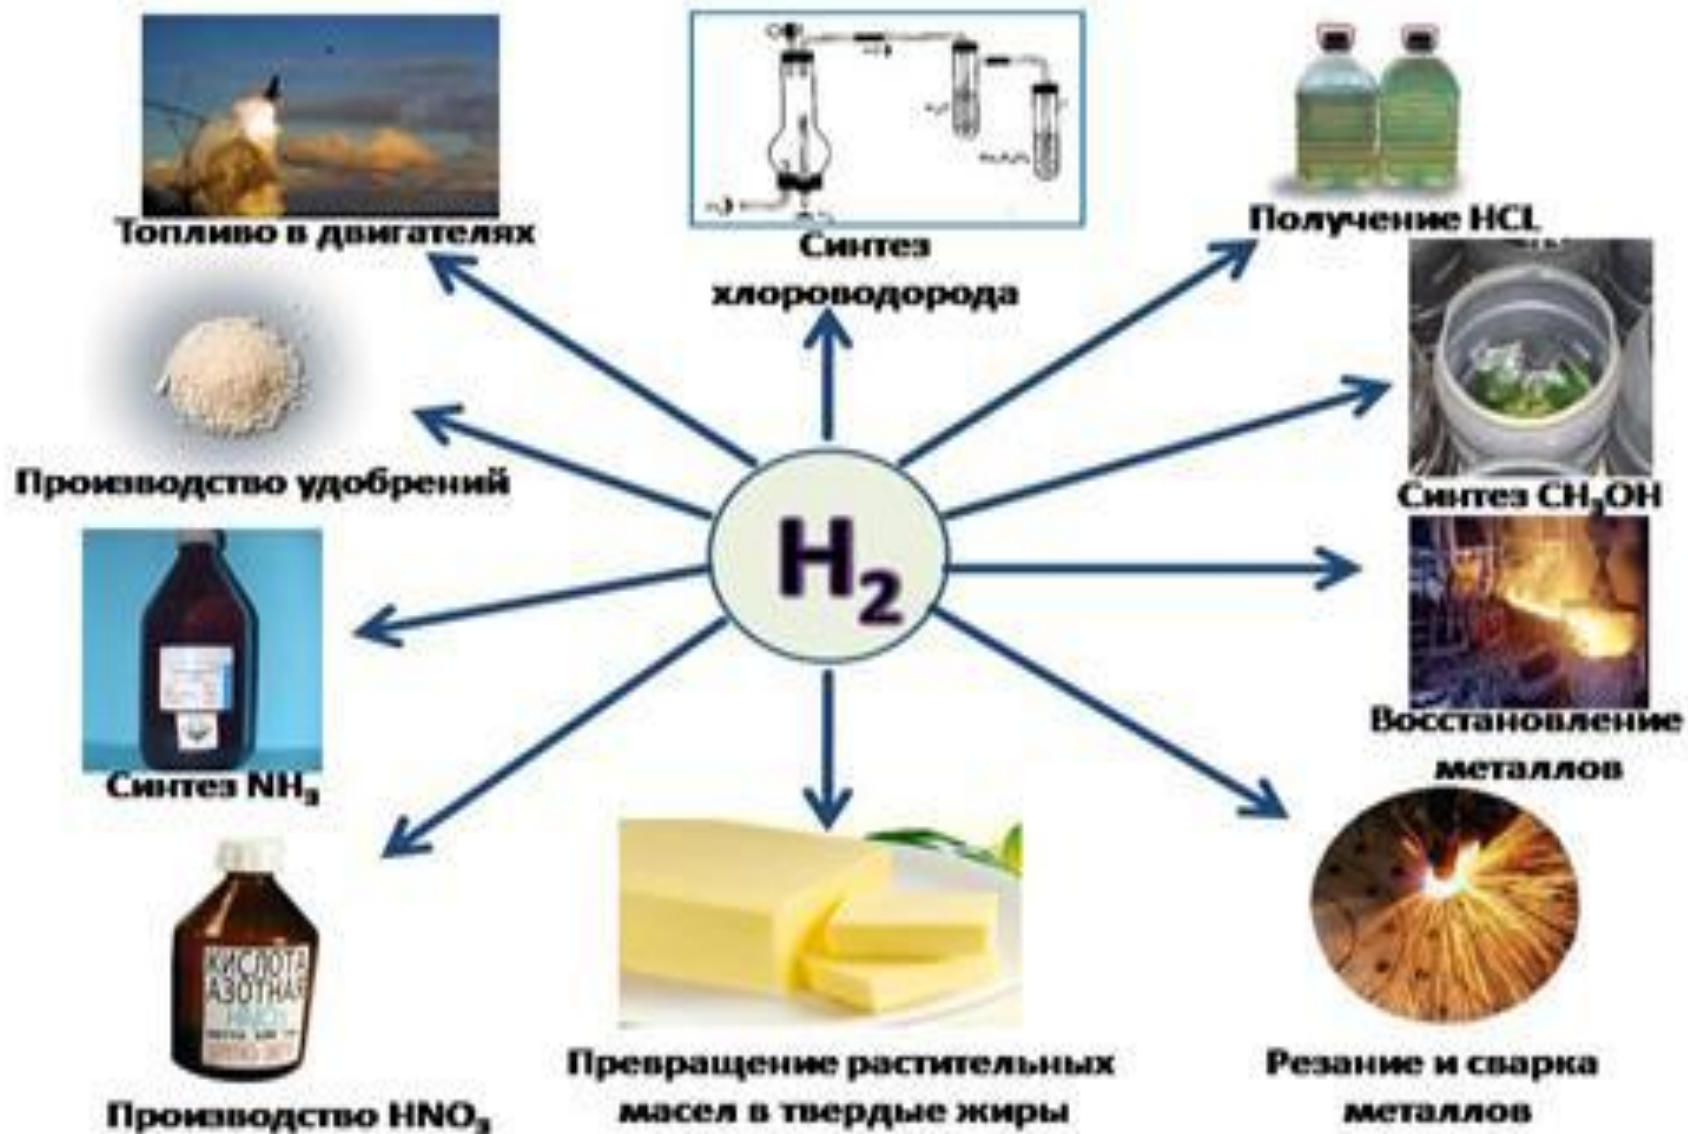 Топливо в двигателях
Синтез
хлороводорода
Получение HCL
Производство удобрений
Синтез CH₃OH
H₂
Синтез NH₃
Восстановление
металлов
КИСЛОТА
АЗОТНАЯ
Производство HNO₃
Превращение растительных
масел в твердые жиры
Резание и сварка
металлов